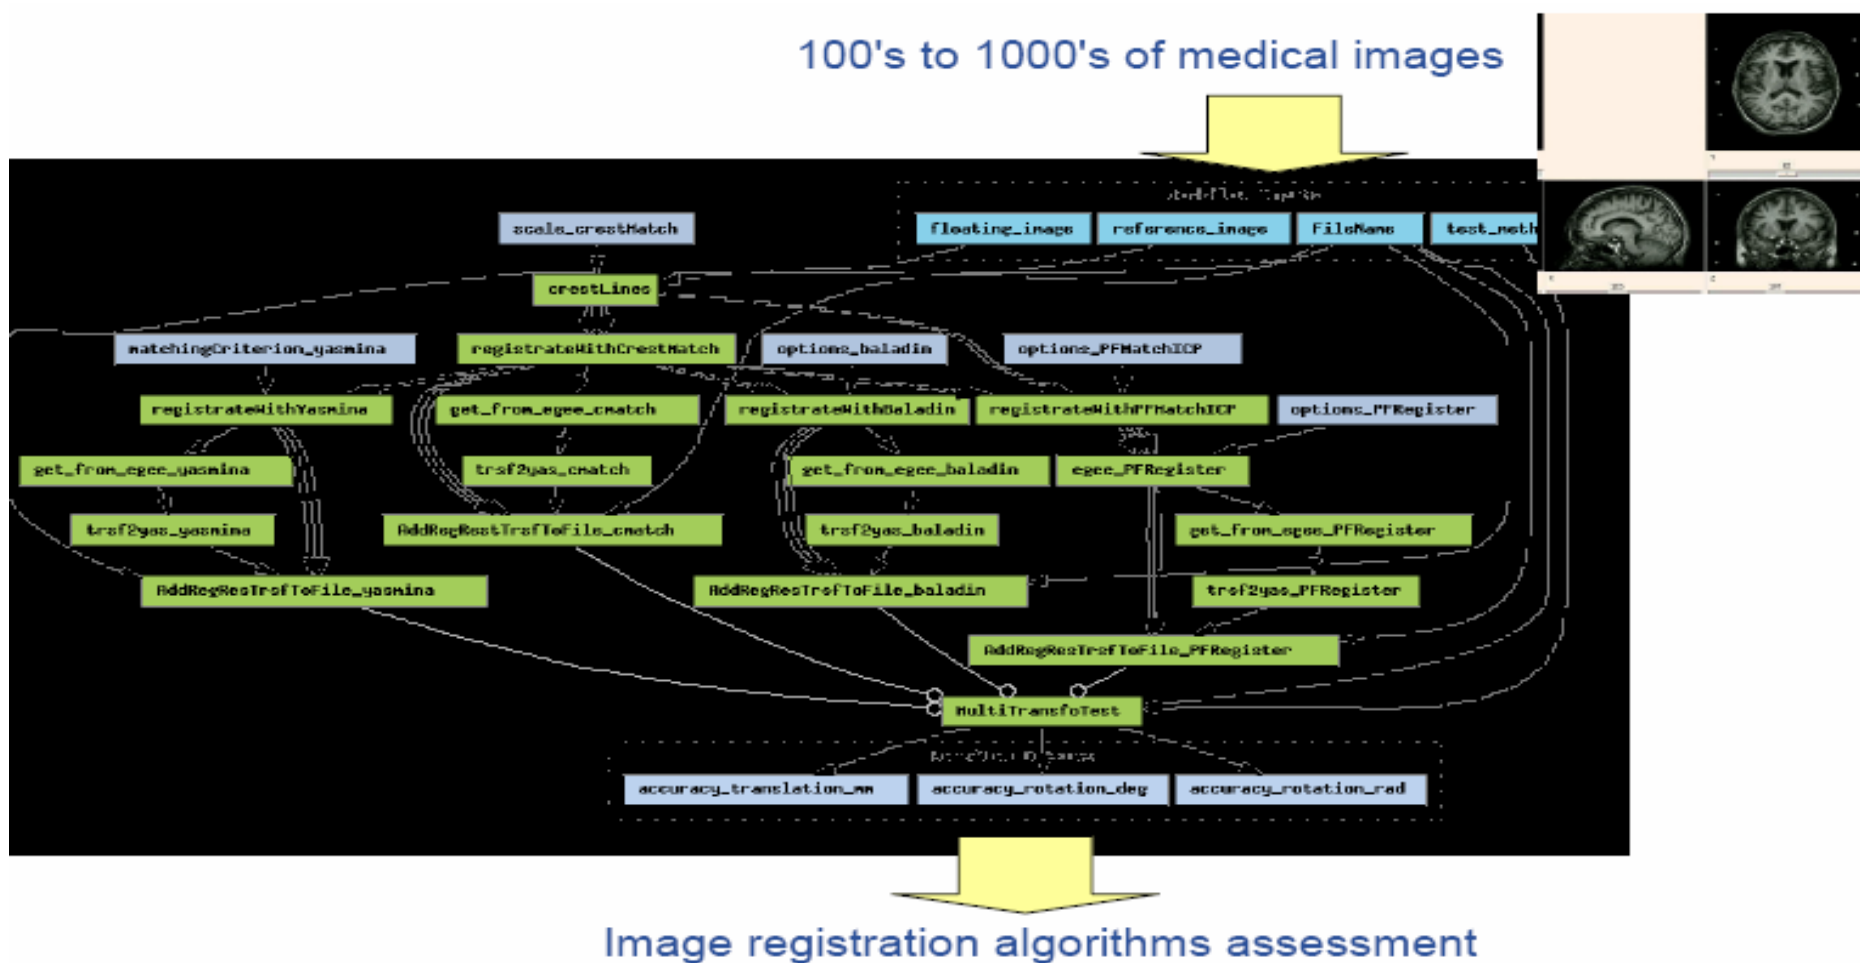 100's to 1000's of medical images
scale_crestMatch
floating_image reference_image FileName test_meth
crestLines
matchingCriterion_yasmina registrateWithCrestMatch options_baladin options_PFMatchICP
registrateWithYasmina get_from_egee_cmatch registrateWithBaladin registrateWithPFMatchICP options_PFRegister
get_from_egee_yasmina trsf2yas_cmatch get_from_egee_baladin egee_PFRegister
trsf2yas_yasmina AddRegRestTrsfToFile_cmatch trsf2yas_baladin get_from_egee_PFRegister
AddRegResTrsfToFile_yasmina AddRegResTrsfToFile_baladin trsf2yas_PFRegister
AddRegResTrsfToFile_PFRegister
MultiTransfoTest
accuracy_translation_mm accuracy_rotation_deg accuracy_rotation_rad
Image registration algorithms assessment